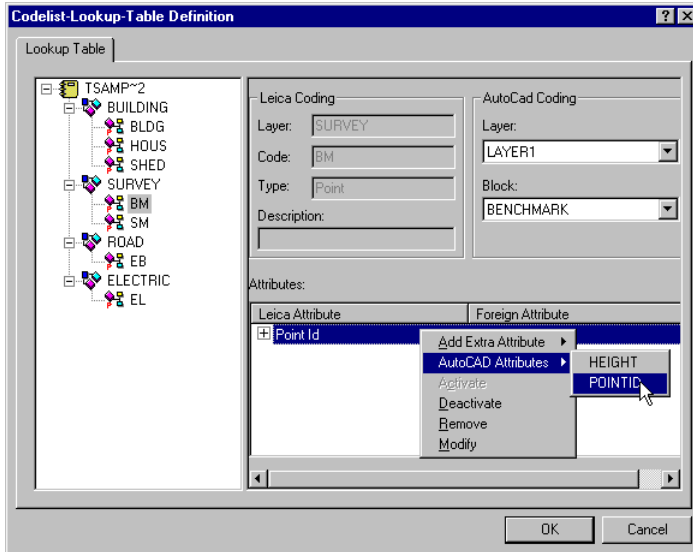 Codelist-Lookup-Table Definition
Lookup Table
TSAMP~2
BUILDING
BLDG
HOUS
SHED
SURVEY
BM
SM
ROAD
EB
ELECTRIC
EL
Leica Coding
Layer: SURVEY
Code: BM
Type: Point
Description:
AutoCad Coding
Layer:
LAYER1
Block:
BENCHMARK
Attributes:
Leica Attribute Foreign Attribute
Point Id
Add Extra Attribute
AutoCAD Attributes
Activate
Deactivate
Remove
Modify
HEIGHT
POINTID
OK Cancel